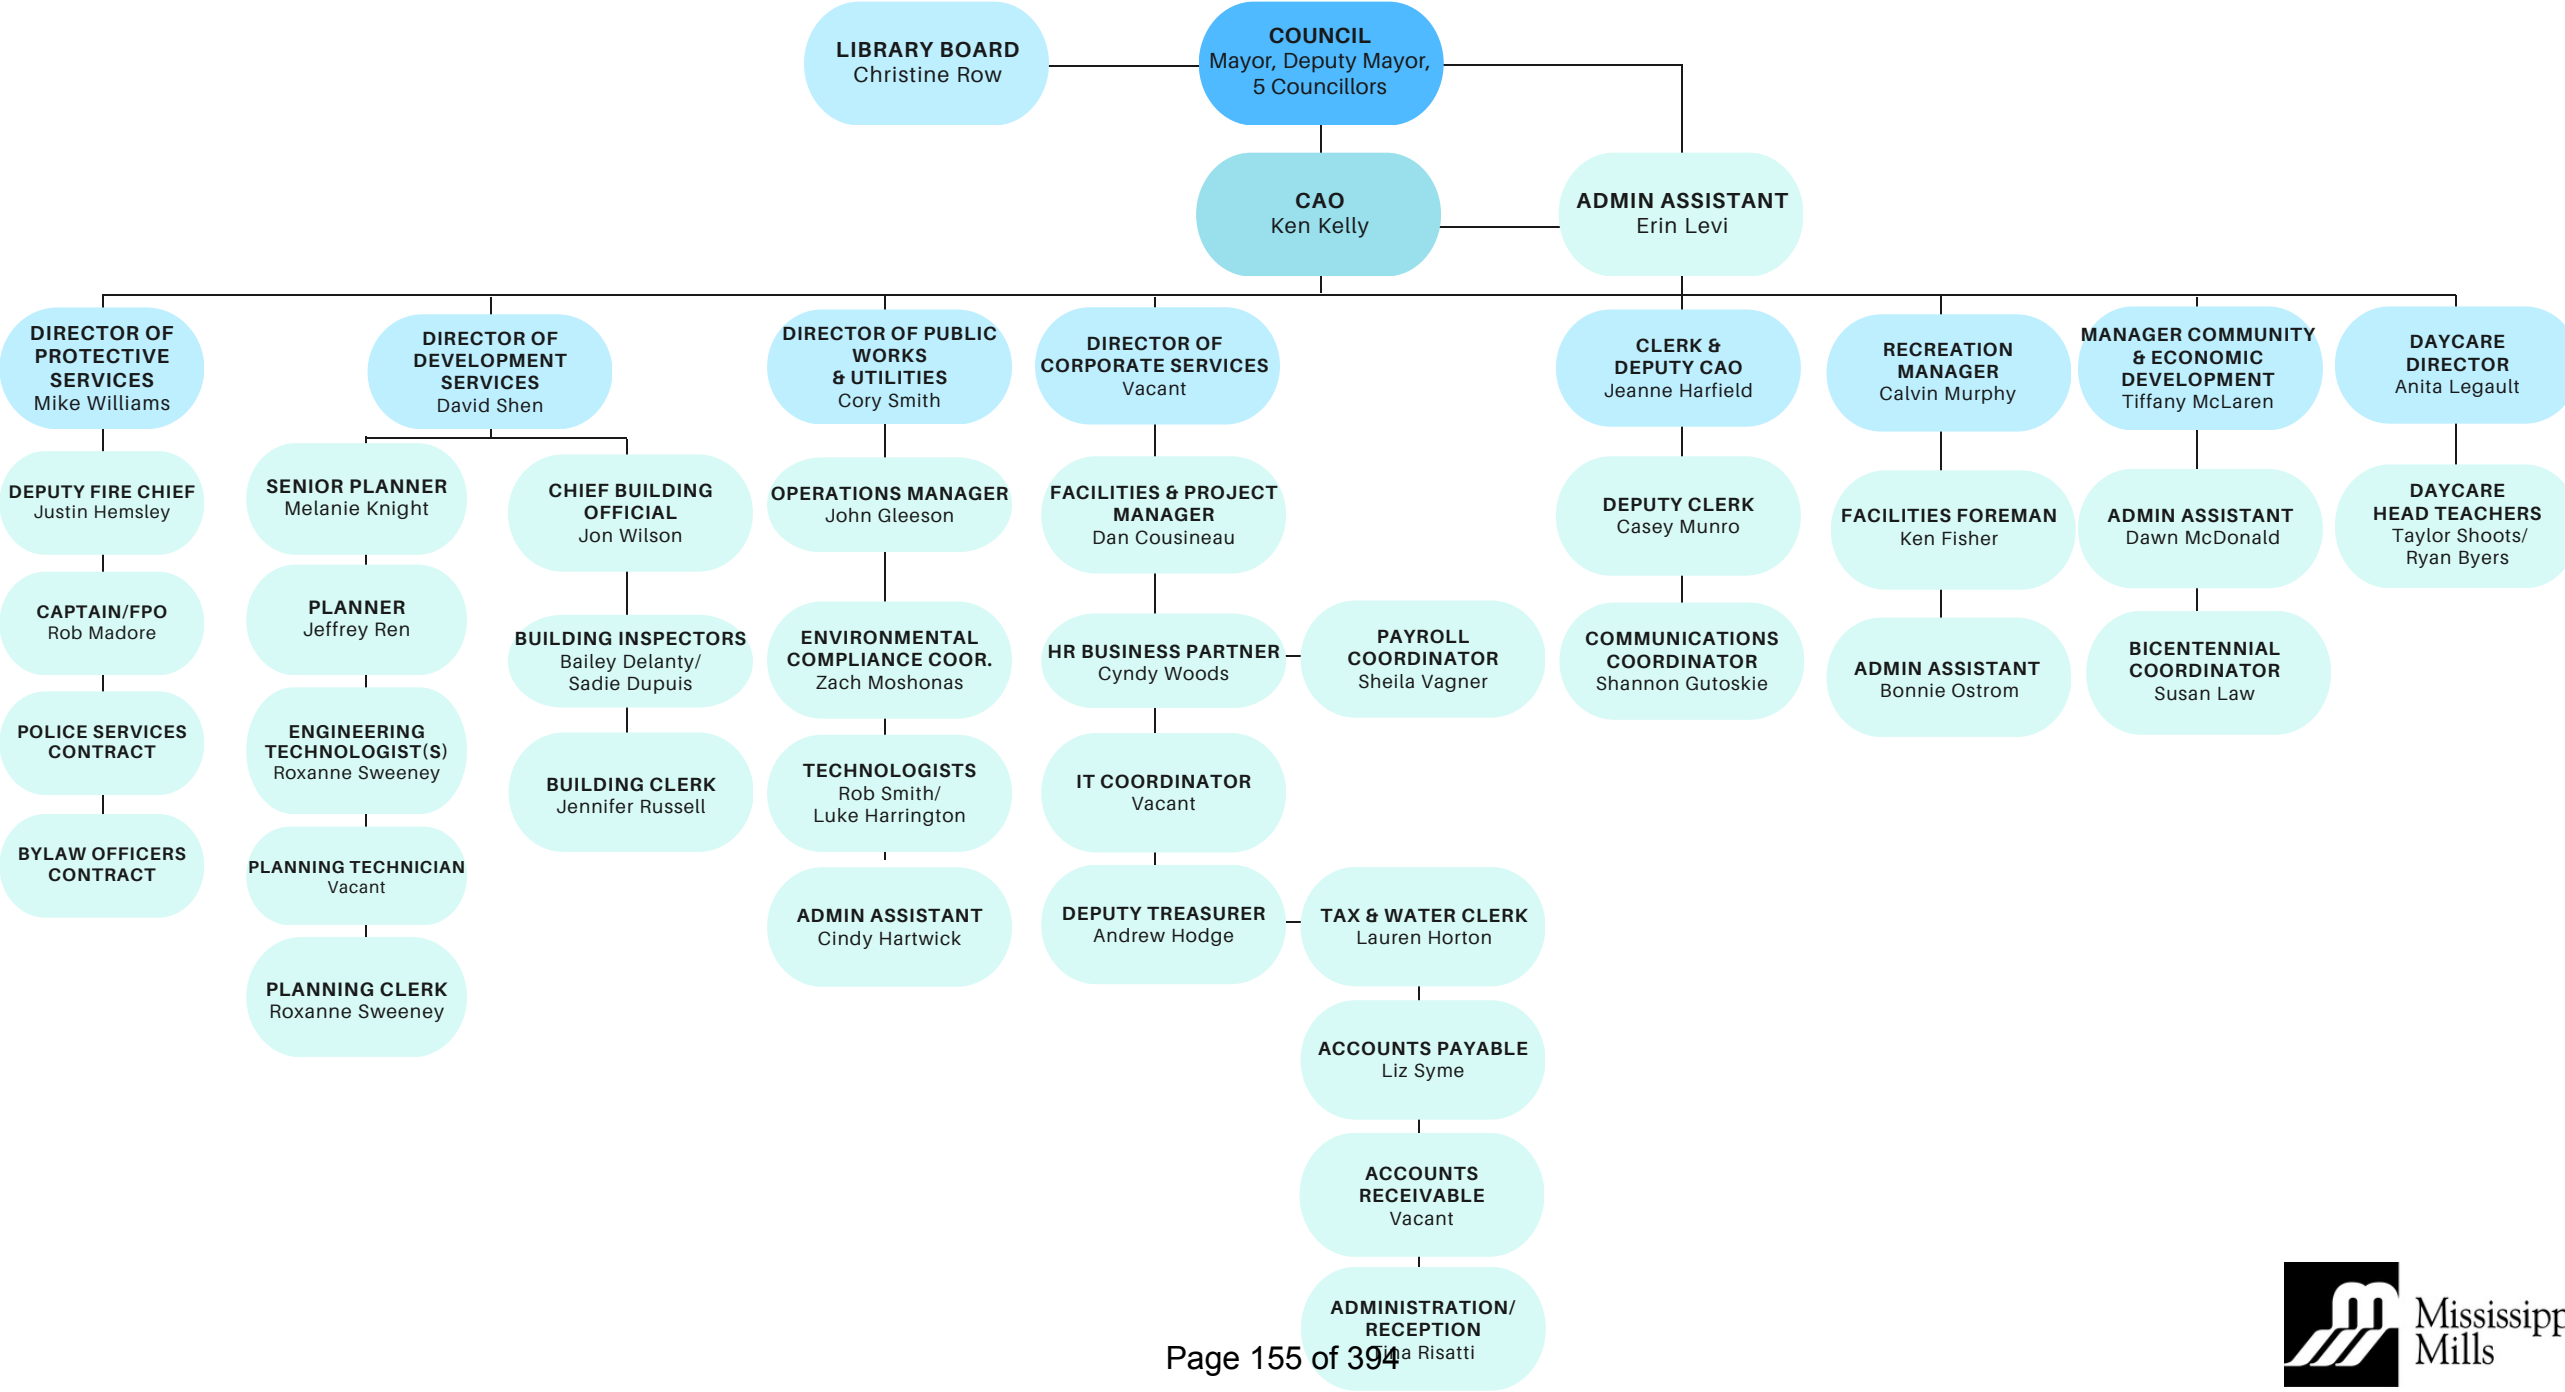 LIBRARY BOARD
Christine Row
COUNCIL
Mayor, Deputy Mayor,
5 Councillors
CAO
Ken Kelly
ADMIN ASSISTANT
Erin Levi
DIRECTOR OF
PROTECTIVE
SERVICES
Mike Williams
DEPUTY FIRE CHIEF
Justin Hemsley
CAPTAIN/FPO
Rob Madore
POLICE SERVICES
CONTRACT
BYLAW OFFICERS
CONTRACT
DIRECTOR OF
DEVELOPMENT
SERVICES
David Shen
SENIOR PLANNER
Melanie Knight
PLANNER
Jeffrey Ren
ENGINEERING
TECHNOLOGIST(S)
Roxanne Sweeney
PLANNING TECHNICIAN
Vacant
PLANNING CLERK
Roxanne Sweeney
CHIEF BUILDING
OFFICIAL
Jon Wilson
BUILDING INSPECTORS
Bailey Delanty/
Sadie Dupuis
BUILDING CLERK
Jennifer Russell
DIRECTOR OF PUBLIC
WORKS
& UTILITIES
Cory Smith
OPERATIONS MANAGER
John Gleeson
ENVIRONMENTAL
COMPLIANCE COOR.
Zach Moshonas
TECHNOLOGISTS
Rob Smith/
Luke Harrington
ADMIN ASSISTANT
Cindy Hartwick
DIRECTOR OF
CORPORATE SERVICES
Vacant
FACILITIES & PROJECT
MANAGER
Dan Cousineau
HR BUSINESS PARTNER
Cyndy Woods
PAYROLL
COORDINATOR
Sheila Vagner
IT COORDINATOR
Vacant
DEPUTY TREASURER
Andrew Hodge
TAX & WATER CLERK
Lauren Horton
ACCOUNTS PAYABLE
Liz Syme
ACCOUNTS
RECEIVABLE
Vacant
ADMINISTRATION/
RECEPTION
Tina Risatti
CLERK &
DEPUTY CAO
Jeanne Harfield
DEPUTY CLERK
Casey Munro
COMMUNICATIONS
COORDINATOR
Shannon Gutoskie
RECREATION
MANAGER
Calvin Murphy
FACILITIES FOREMAN
Ken Fisher
ADMIN ASSISTANT
Bonnie Ostrom
MANAGER COMMUNITY
& ECONOMIC
DEVELOPMENT
Tiffany McLaren
ADMIN ASSISTANT
Dawn McDonald
BICENTENNIAL
COORDINATOR
Susan Law
DAYCARE
DIRECTOR
Anita Legault
DAYCARE
HEAD TEACHERS
Taylor Shoots/
Ryan Byers
Page 155 of 394
Mississipp
Mills